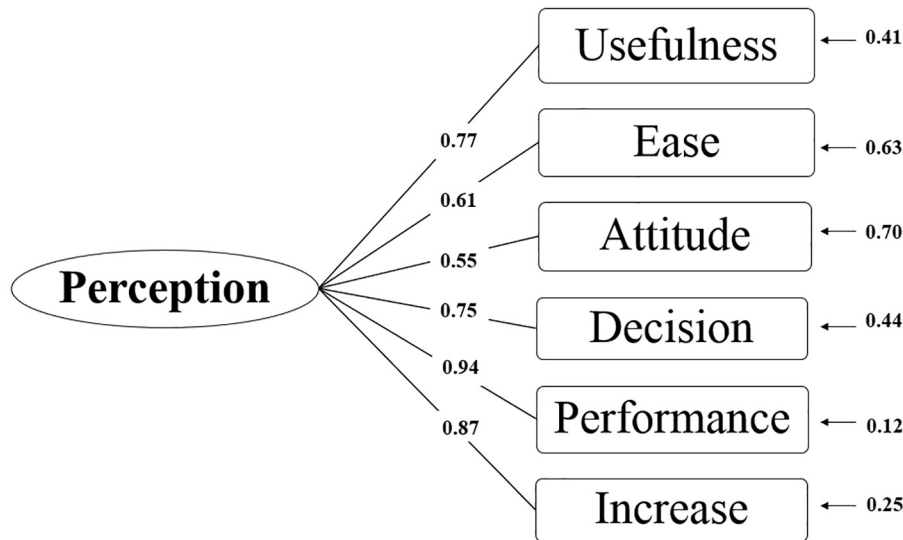 Usefulness
0.41
0.77
Ease
0.63
0.61
Attitude
0.70
0.55
Perception
0.75
Decision
0.44
0.94
Performance
0.12
0.87
Increase
0.25